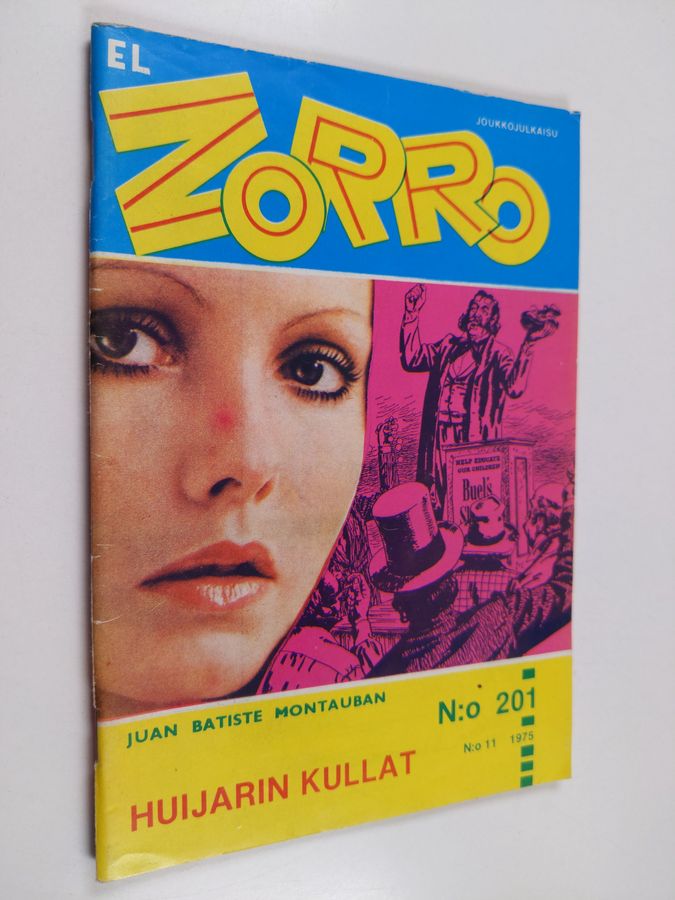 EL
ZORRO
JOUKKOJULKAISU
HELP EDUCATE
OUR CHILDREN
Buel's
JUAN BATISTE MONTAUBAN
N:o 201
N:o 11 1975
HUIJARIN KULLAT